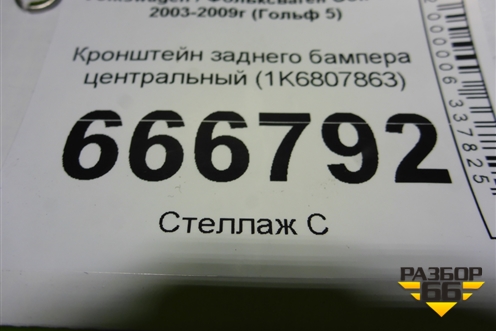 2003-2009г (Гольф 5)
Кронштейн заднего бампера
центральный (1K6807863)
666792
Стеллаж С
РАЗБОР
66